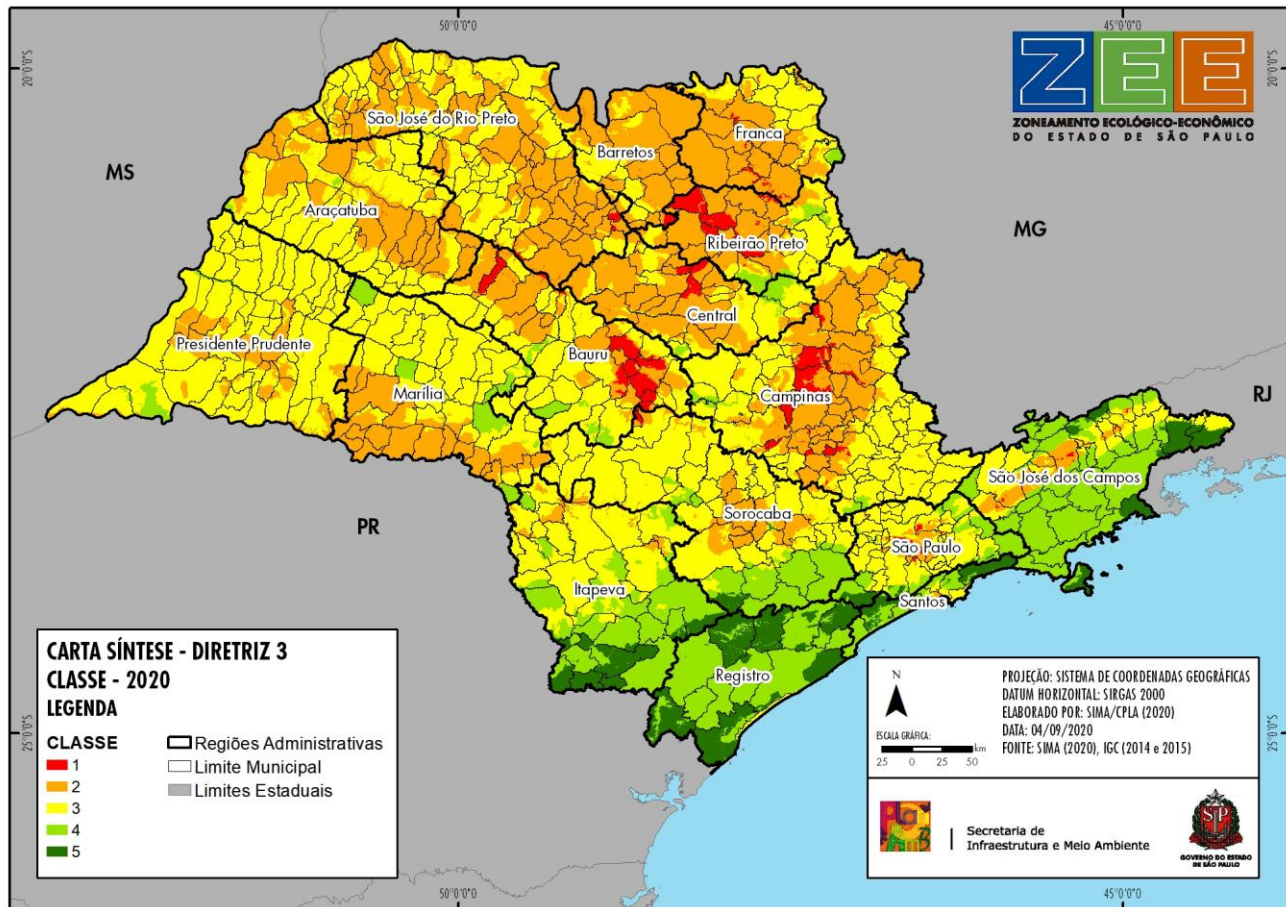 50°0'0"O
45°0'0"O
20°0'0"S
20°0'0"S
ZEE
ZONEAMENTO ECOLÓGICO-ECONÔMICO
DO ESTADO DE SÃO PAULO
MS
MG
RJ
PR
São José do Rio Preto
Barretos
Franca
Araçatuba
Ribeirão Preto
Central
Presidente Prudente
Bauru
Marília
Campinas
São José dos Campos
Sorocaba
São Paulo
Itapeva
Santos
Registro
CARTA SÍNTESE - DIRETRIZ 3
CLASSE - 2020
LEGENDA
CLASSE
1
2
3
4
5
Regiões Administrativas
Limite Municipal
Limites Estaduais
N
ESCALA GRÁFICA:
25 0 25 50 km
PROJEÇÃO: SISTEMA DE COORDENADAS GEOGRÁFICAS
DATUM HORIZONTAL: SIRGAS 2000
ELABORADO POR: SIMA/CPLA (2020)
DATA: 04/09/2020
FONTE: SIMA (2020), IGC (2014 e 2015)
Secretaria de
Infraestrutura e Meio Ambiente
SP
GOVERNO DO ESTADO
DE SÃO PAULO
25°0'0"S
25°0'0"S
50°0'0"O
45°0'0"O